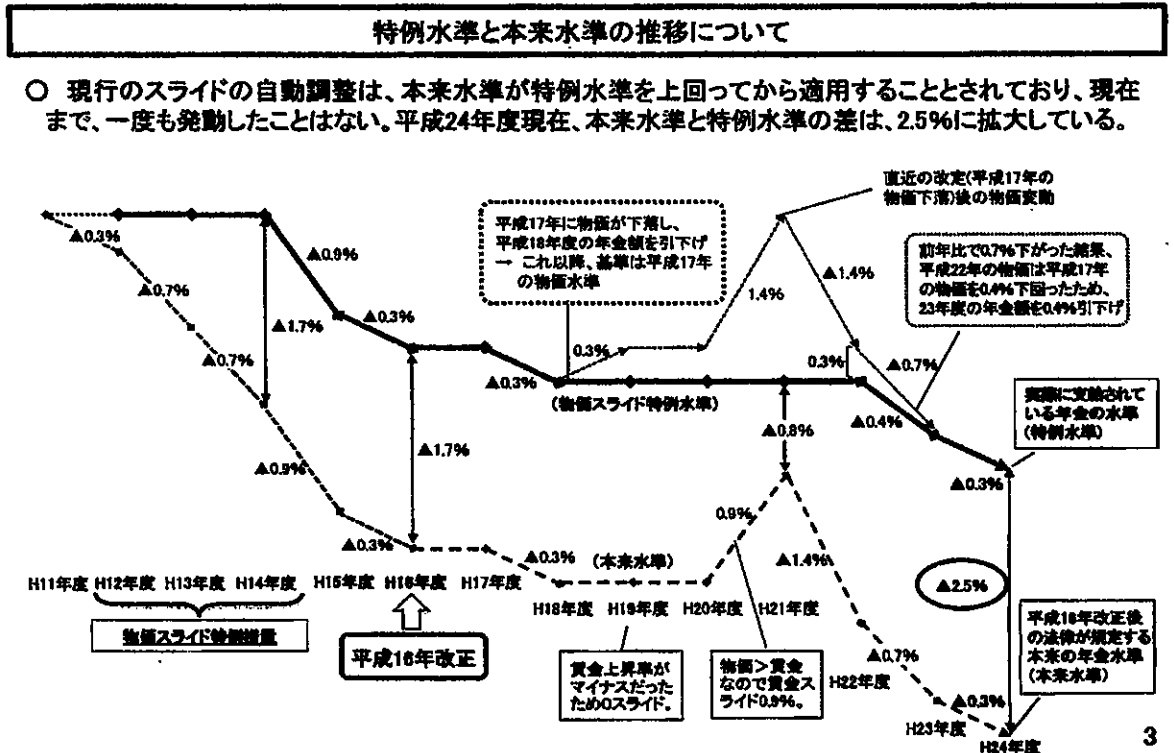 特例水準と本来水準の推移について
○ 現行のスライドの自動調整は、本来水準が特例水準を上回ってから適用することとされており、現在
まで、一度も発動したことはない。平成24年度現在、本来水準と特例水準の差は、2.5%に拡大している。
直近の改定(平成17年の
物価下落)後の物価変動
平成17年に物価が下落し、
平成18年度の年金額を引下げ
→ これ以降、基準は平成17年
の物価水準
前年比で0.7%下がった結果、
平成22年の物価は平成17年
の物価を0.4%下回ったため、
23年度の年金額を0.4%引下げ
▲0.3%
▲0.9%
▲0.7%
▲1.7%
▲0.3%
▲0.7%
▲0.3%
0.3%
1.4%
▲1.4%
0.3%
▲0.7%
(物価スライド特例水準)
▲0.4%
実際に支給されて
いる年金の水準
(特例水準)
▲0.8%
▲1.7%
▲0.9%
▲0.3%
0.9%
▲0.3%
▲0.3%
(本来水準)
▲1.4%
▲2.5%
H11年度
H12年度
H13年度
H14年度
H15年度
H16年度
H17年度
H18年度
H19年度
H20年度
H21年度
物価スライド特例措置
平成16年改正
賃金上昇率が
マイナスだった
ため0スライド。
物価>賃金
なので賃金ス
ライド0.9%。
H22年度
▲0.7%
平成16年改正後
の法律が規定する
本来の年金水準
(本来水準)
▲0.3%
H23年度
H24年度
3